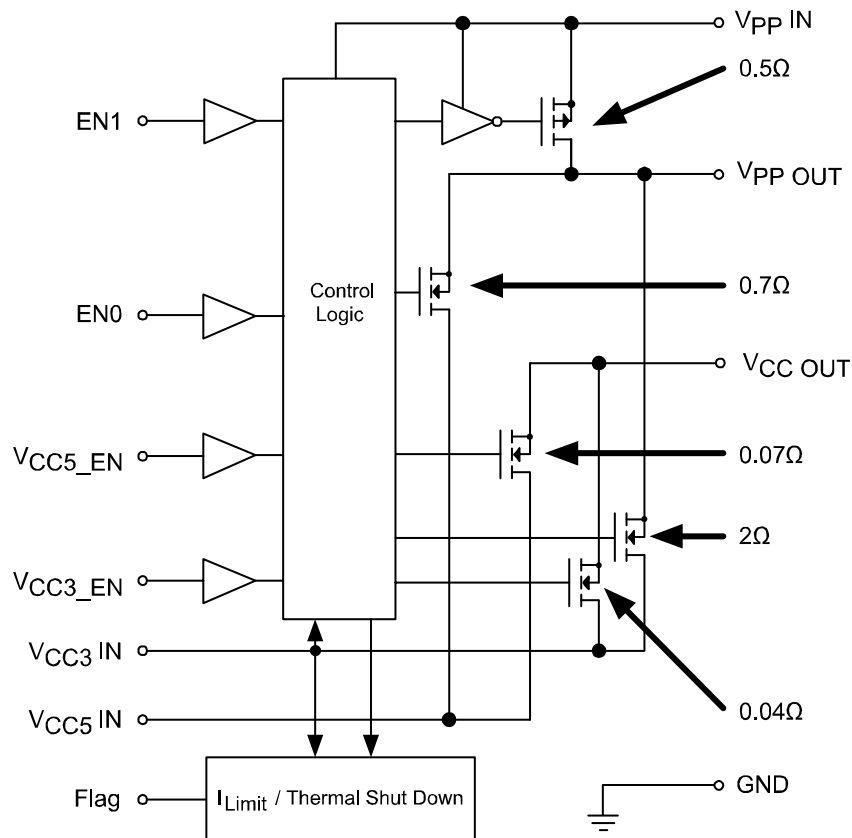 VPP IN
0.5Ω
EN1
VPP OUT
Control
Logic
0.7Ω
EN0
VCC OUT
VCC5_EN
0.07Ω
2Ω
VCC3_EN
VCC3 IN
VCC5 IN
0.04Ω
GND
Flag
ILimit / Thermal Shut Down